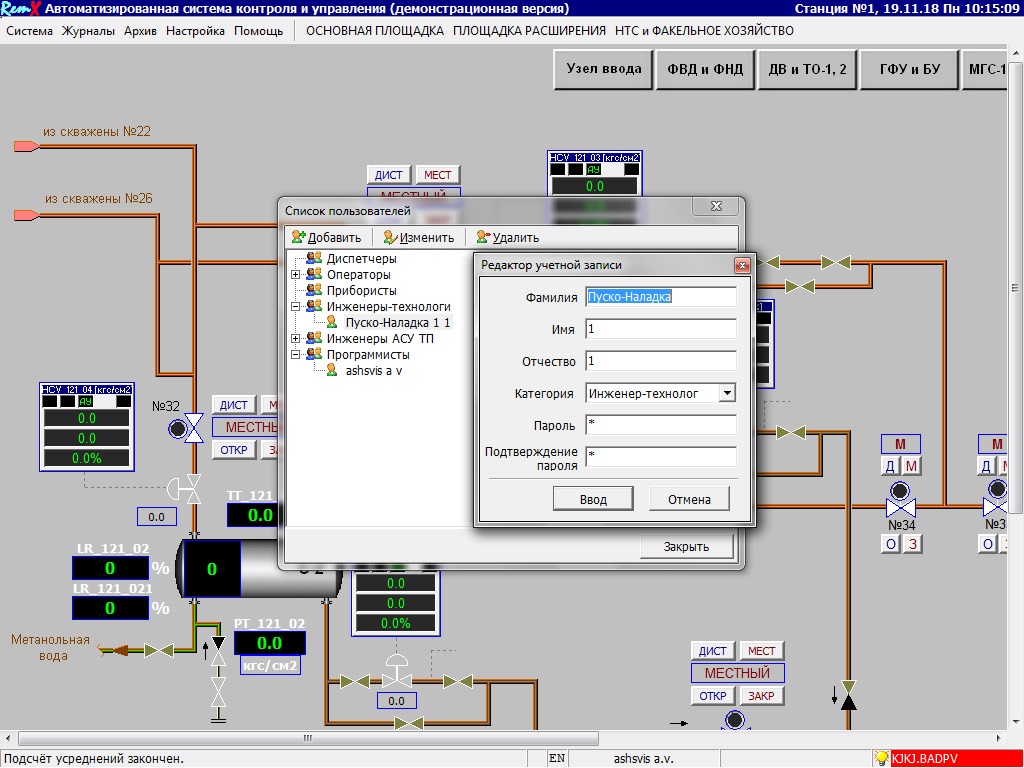 RemX Автоматизированная система контроля и управления (демонстрационная версия) Станция №1, 19.11.18 Пн 10:15:09
Система Журналы Архив Настройка Помощь ОСНОВНАЯ ПЛОЩАДКА ПЛОЩАДКА РАСШИРЕНИЯ НТС и ФАКЕЛЬНОЕ ХОЗЯЙСТВО
Узел ввода ФВД и ФНД ДВ и ТО-1, 2 ГФУ и БУ МГС-1
из скважены №22
из скважены №26
ДИСТ МЕСТ
МЕСТНЫЙ
HCV_121_03 [кгс/см2]
АУ
0.0
Список пользователей
Добавить Изменить Удалить
Диспетчеры
Операторы
Прибористы
Инженеры-технологи
Пуско-Наладка 1 1
Инженеры АСУ ТП
Программисты
ashsvis a v
Закрыть
Редактор учетной записи
Фамилия Пуско-Наладка
Имя 1
Отчество 1
Категория Инженер-технолог
Пароль *
Подтверждение пароля *
Ввод Отмена
HCV_121_04 [кгс/см2]
АУ
0.0
0.0
0.0%
№32
ДИСТ
МЕСТНЫ
ОТКР
0.0
TT_121
0.0
LR_121_02
0 %
LR_121_021
0 %
0
PT_121_02
0.0
кгс/см2
Метанольная
вода
0.0
0.0
0.0%
0.0
М
Д М
№34
О З
М
Д
О
ДИСТ МЕСТ
МЕСТНЫЙ
ОТКР ЗАКР
Подсчёт усреднений закончен. EN ashsvis a.v. KJKJ.BADPV